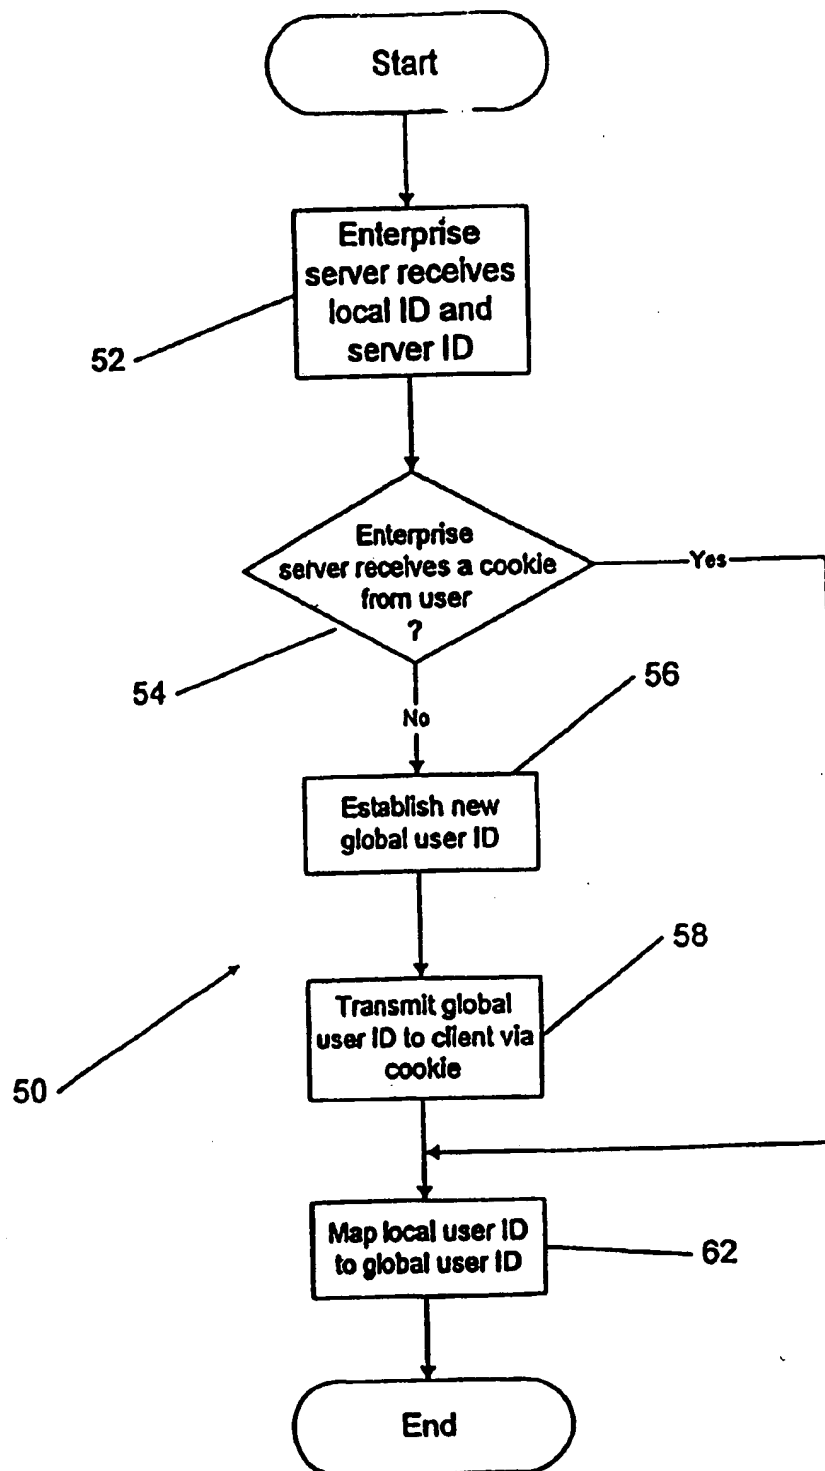 Start
Enterprise
server receives
local ID and
server ID
52
Enterprise
server receives a cookie
from user
?
Yes
54
56
No
Establish new
global user ID
58
Transmit global
user ID to client via
cookie
50
Map local user ID
to global user ID
62
End